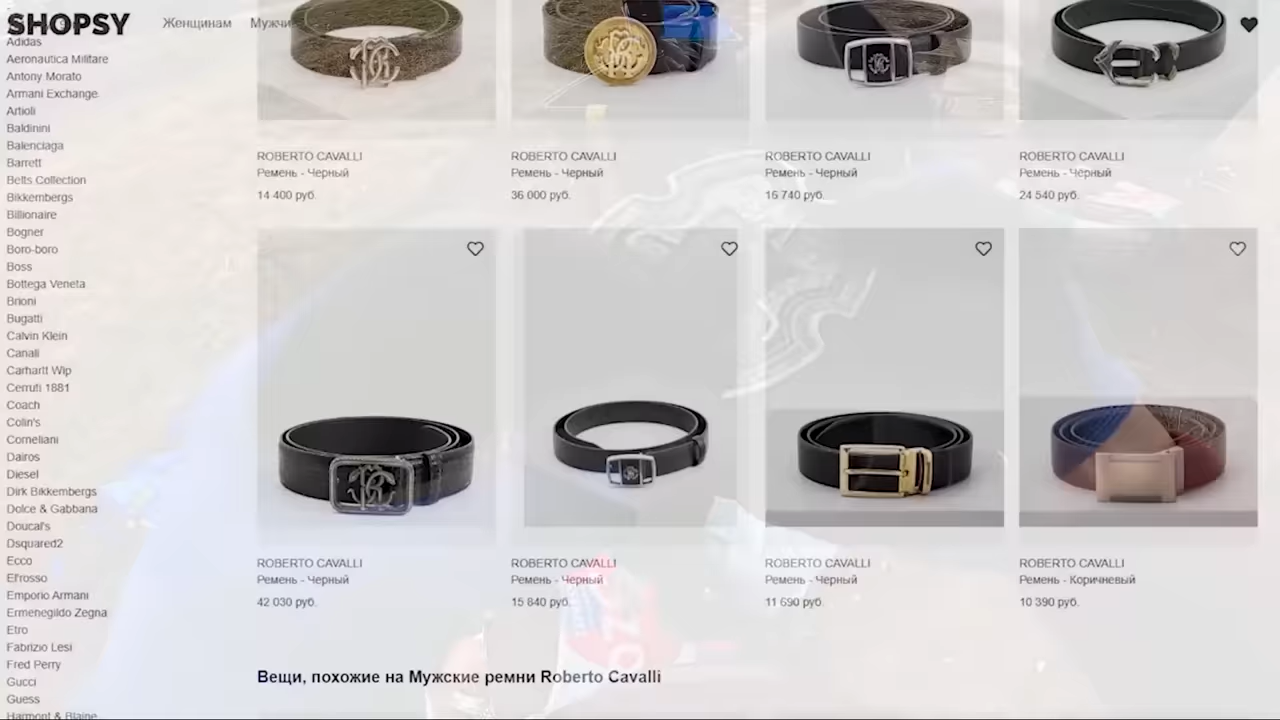 SHOPSY
Женщинам
Мужчи
Adidas
Aeronautica Militare
Antony Morato
Armani Exchange
Artioli
Baldinini
Balenciaga
Barrett
Belts Collection
Bikkembergs
Billionaire
Bogner
Boro-boro
Boss
Bottega Veneta
Brioni
Bugatti
Calvin Klein
Canali
Carhartt Wip
Cerruti 1881
Coach
Colin's
Corneliani
Dairos
Diesel
Dirk Bikkembergs
Dolce & Gabbana
Doucal's
Dsquared2
Ecco
El'rosso
Emporio Armani
Ermenegildo Zegna
Etro
Fabrizio Lesi
Fred Perry
Gucci
Guess
Harmont & Blaine
ROBERTO CAVALLI
Ремень - Черный
14 400 руб.
ROBERTO CAVALLI
Ремень - Черный
36 000 руб.
ROBERTO CAVALLI
Ремень - Черный
16 740 руб.
ROBERTO CAVALLI
Ремень - Черный
24 540 руб.
ROBERTO CAVALLI
Ремень - Черный
42 030 руб.
ROBERTO CAVALLI
Ремень - Черный
15 840 руб.
ROBERTO CAVALLI
Ремень - Черный
11 690 руб.
ROBERTO CAVALLI
Ремень - Коричневый
10 390 руб.
Вещи, похожие на Мужские ремни Roberto Cavalli